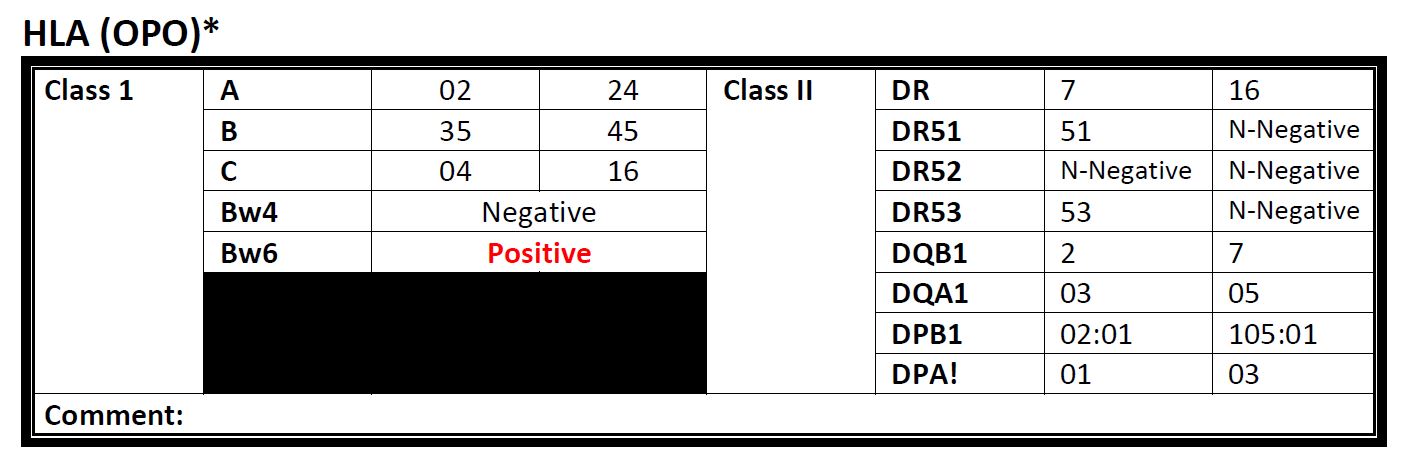 HLA (OPO)*
Class 1 A 02 24 Class II DR 7 16
B 35 45 DR51 51 N-Negative
C 04 16 DR52 N-Negative N-Negative
Bw4 Negative DR53 53 N-Negative
Bw6 Positive DQB1 2 7
DQA1 03 05
DPB1 02:01 105:01
DPA! 01 03
Comment: